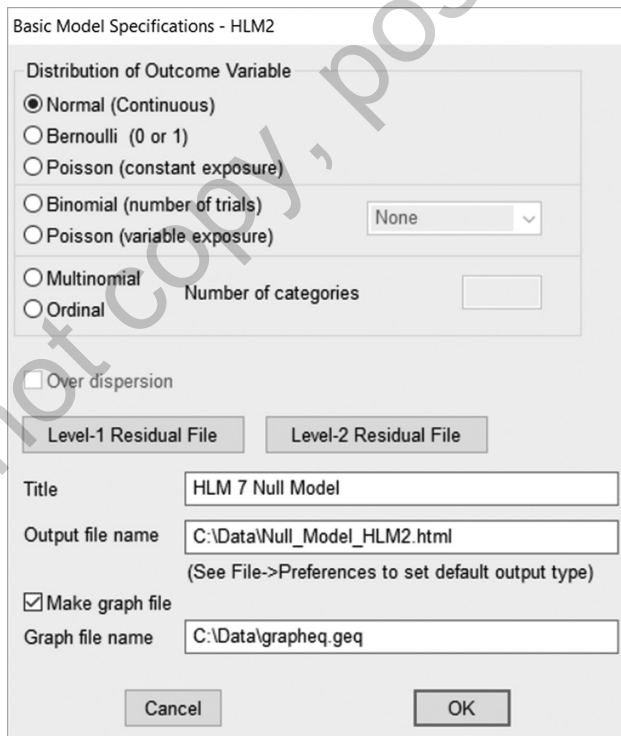 Basic Model Specifications - HLM2
Distribution of Outcome Variable
Normal (Continuous)
Bernoulli (0 or 1)
Poisson (constant exposure)
Binomial (number of trials)
None
Poisson (variable exposure)
Multinomial
Number of categories
Ordinal
Over dispersion
Level-1 Residual File Level-2 Residual File
Title HLM 7 Null Model
Output file name C:\Data\Null_Model_HLM2.html
(See File->Preferences to set default output type)
Make graph file
Graph file name C:\Data\grapheq.geq
Cancel OK
not copy, pos